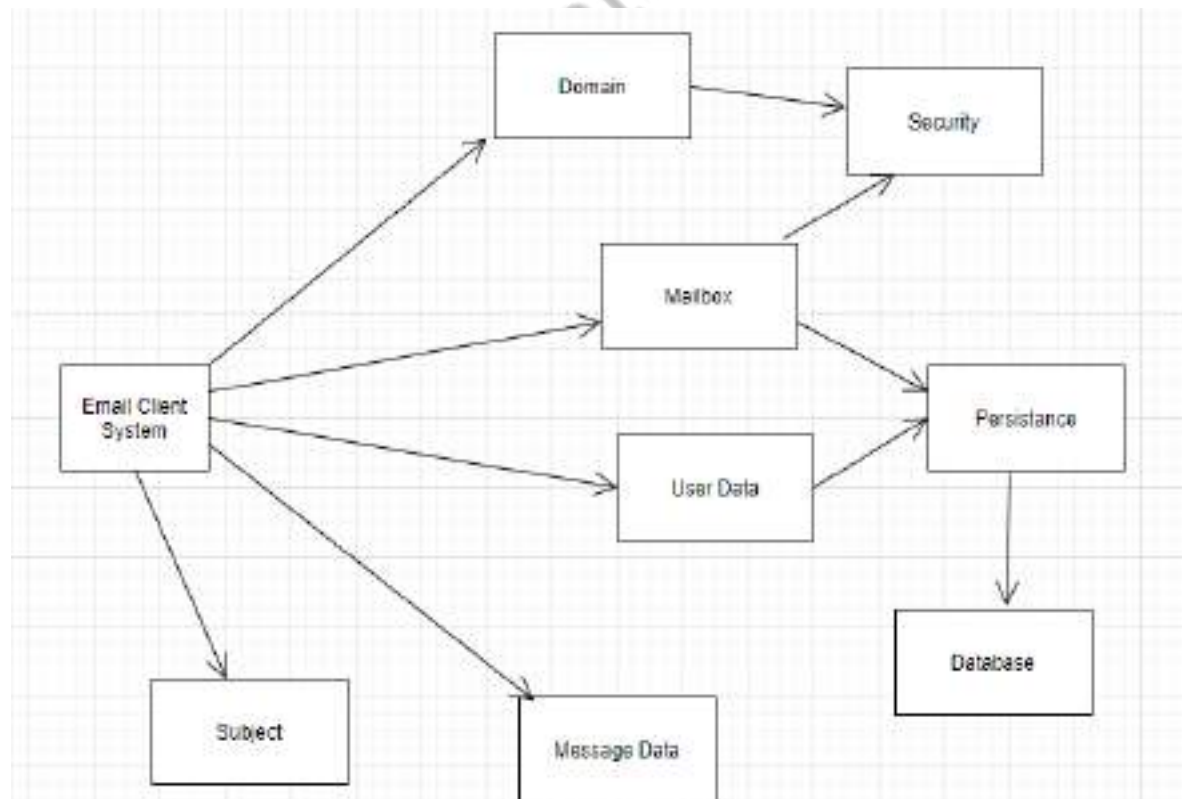 Domain
Security
Mailbox
Email Client
System
Persistance
User Data
Database
Subject
Message Data